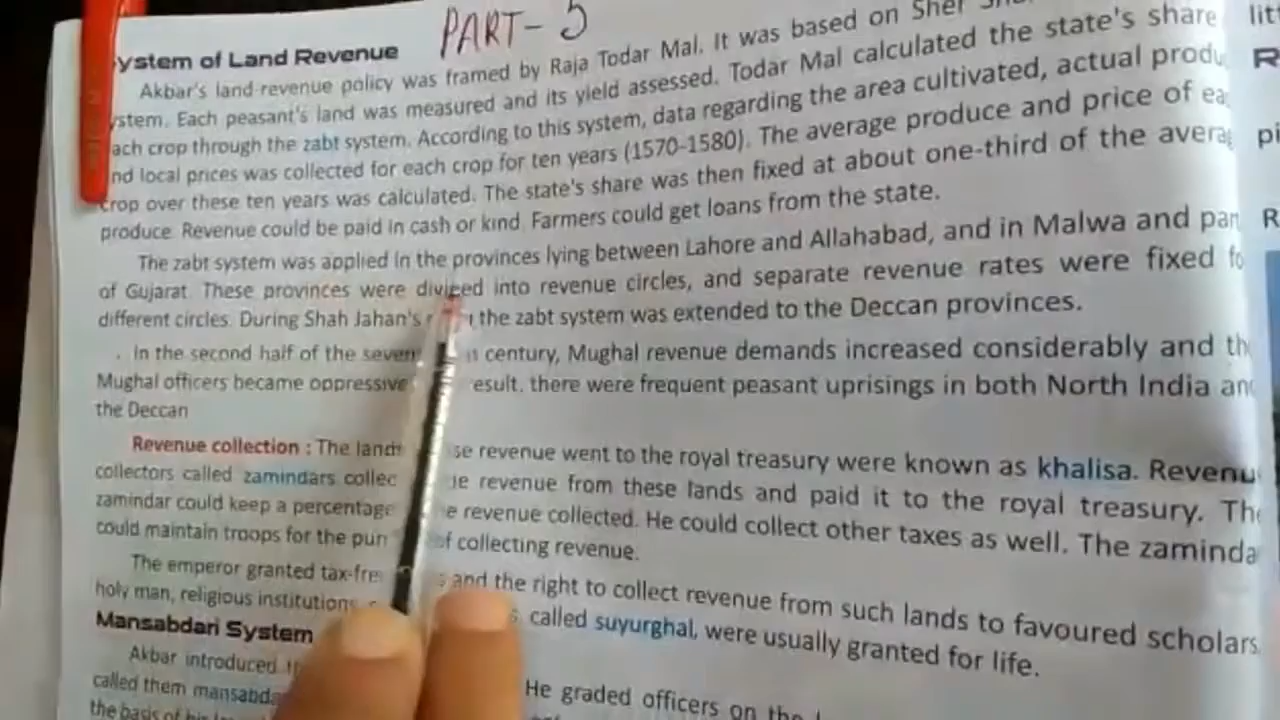 PART-5
ystem of Land Revenue
Akbar's land revenue policy was framed by Raja Todar Mal. It was based on Sher
ystem. Each peasant's land was measured and its yield assessed. Todar Mal calculated the state's share
ach crop through the zabt system. According to this system, data regarding the area cultivated, actual produ
nd local prices was collected for each crop for ten years (1570-1580). The average produce and price of ea
crop over these ten years was calculated. The state's share was then fixed at about one-third of the averag
produce. Revenue could be paid in cash or kind. Farmers could get loans from the state.
The zabt system was applied in the provinces lying between Lahore and Allahabad, and in Malwa and par
of Gujarat. These provinces were divided into revenue circles, and separate revenue rates were fixed fo
different circles. During Shah Jahan's the zabt system was extended to the Deccan provinces.
In the second half of the seven century, Mughal revenue demands increased considerably and th
Mughal officers became oppressive esult, there were frequent peasant uprisings in both North India an
the Deccan
Revenue collection : The lands se revenue went to the royal treasury were known as khalisa. Revenu
collectors called zamindars collec e revenue from these lands and paid it to the royal treasury. The
zamindar could keep a percentage e revenue collected. He could collect other taxes as well. The zaminda
could maintain troops for the pur of collecting revenue.
The emperor granted tax-fre and the right to collect revenue from such lands to favoured scholars
holy man, religious institutions called suyurghal, were usually granted for life.
Mansabdari System
Akbar introduced He graded officers on the
called them mansabda
the basis of his
litt
R
pl
R